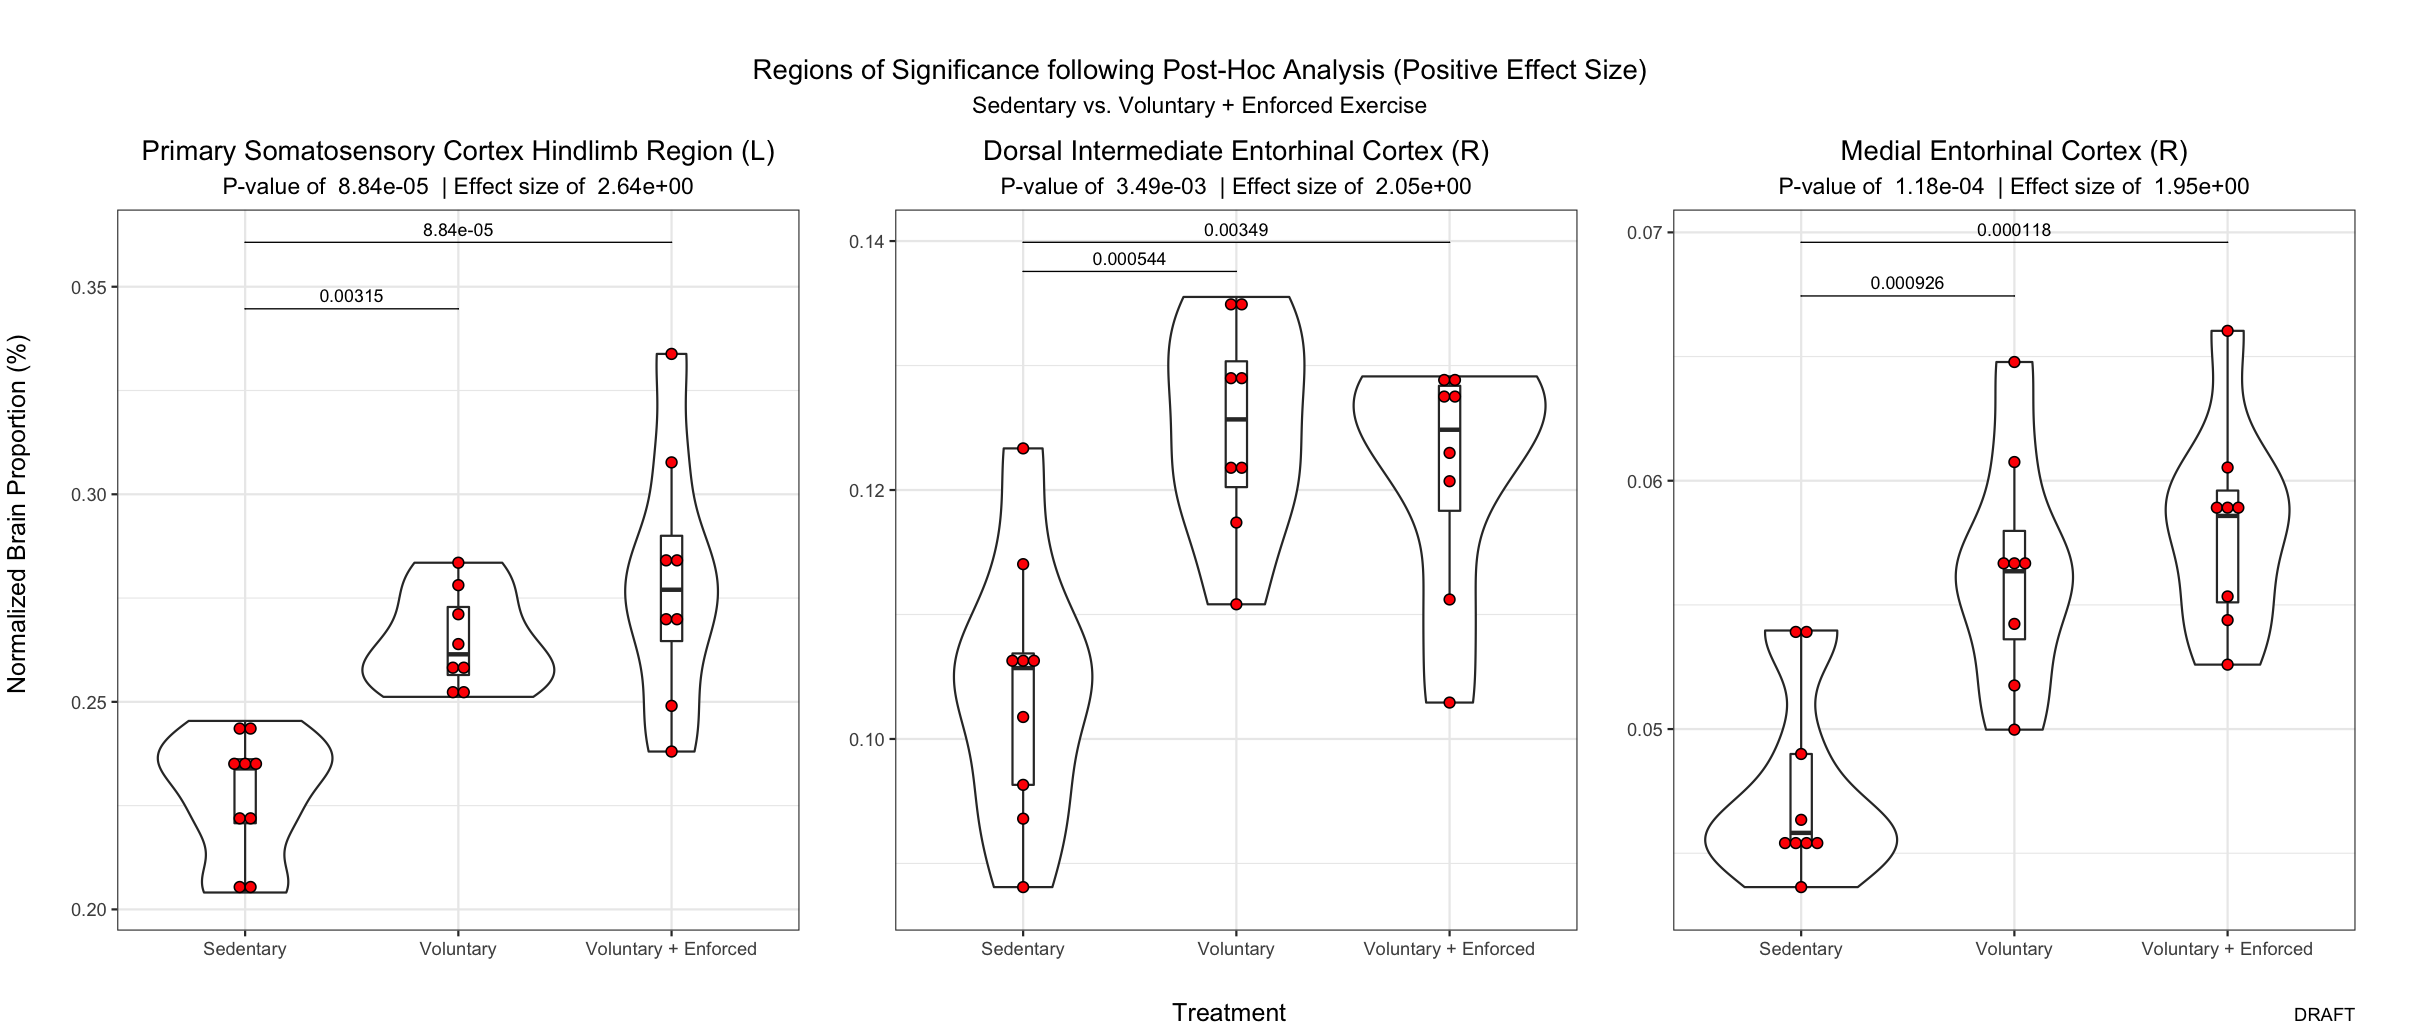 Regions of Significance following Post-Hoc Analysis (Positive Effect Size)
Sedentary vs. Voluntary + Enforced Exercise
Primary Somatosensory Cortex Hindlimb Region (L)
P-value of 8.84e-05 | Effect size of 2.64e+00
Dorsal Intermediate Entorhinal Cortex (R)
P-value of 3.49e-03 | Effect size of 2.05e+00
Medial Entorhinal Cortex (R)
P-value of 1.18e-04 | Effect size of 1.95e+00
Normalized Brain Proportion (%)
8.84e-05
0.00315
0.35
0.30
0.25
0.20
Sedentary
Voluntary
Voluntary + Enforced
0.00349
0.000544
0.14
0.12
0.10
Sedentary
Voluntary
Voluntary + Enforced
0.000118
0.000926
0.07
0.06
0.05
Sedentary
Voluntary
Voluntary + Enforced
Treatment
DRAFT